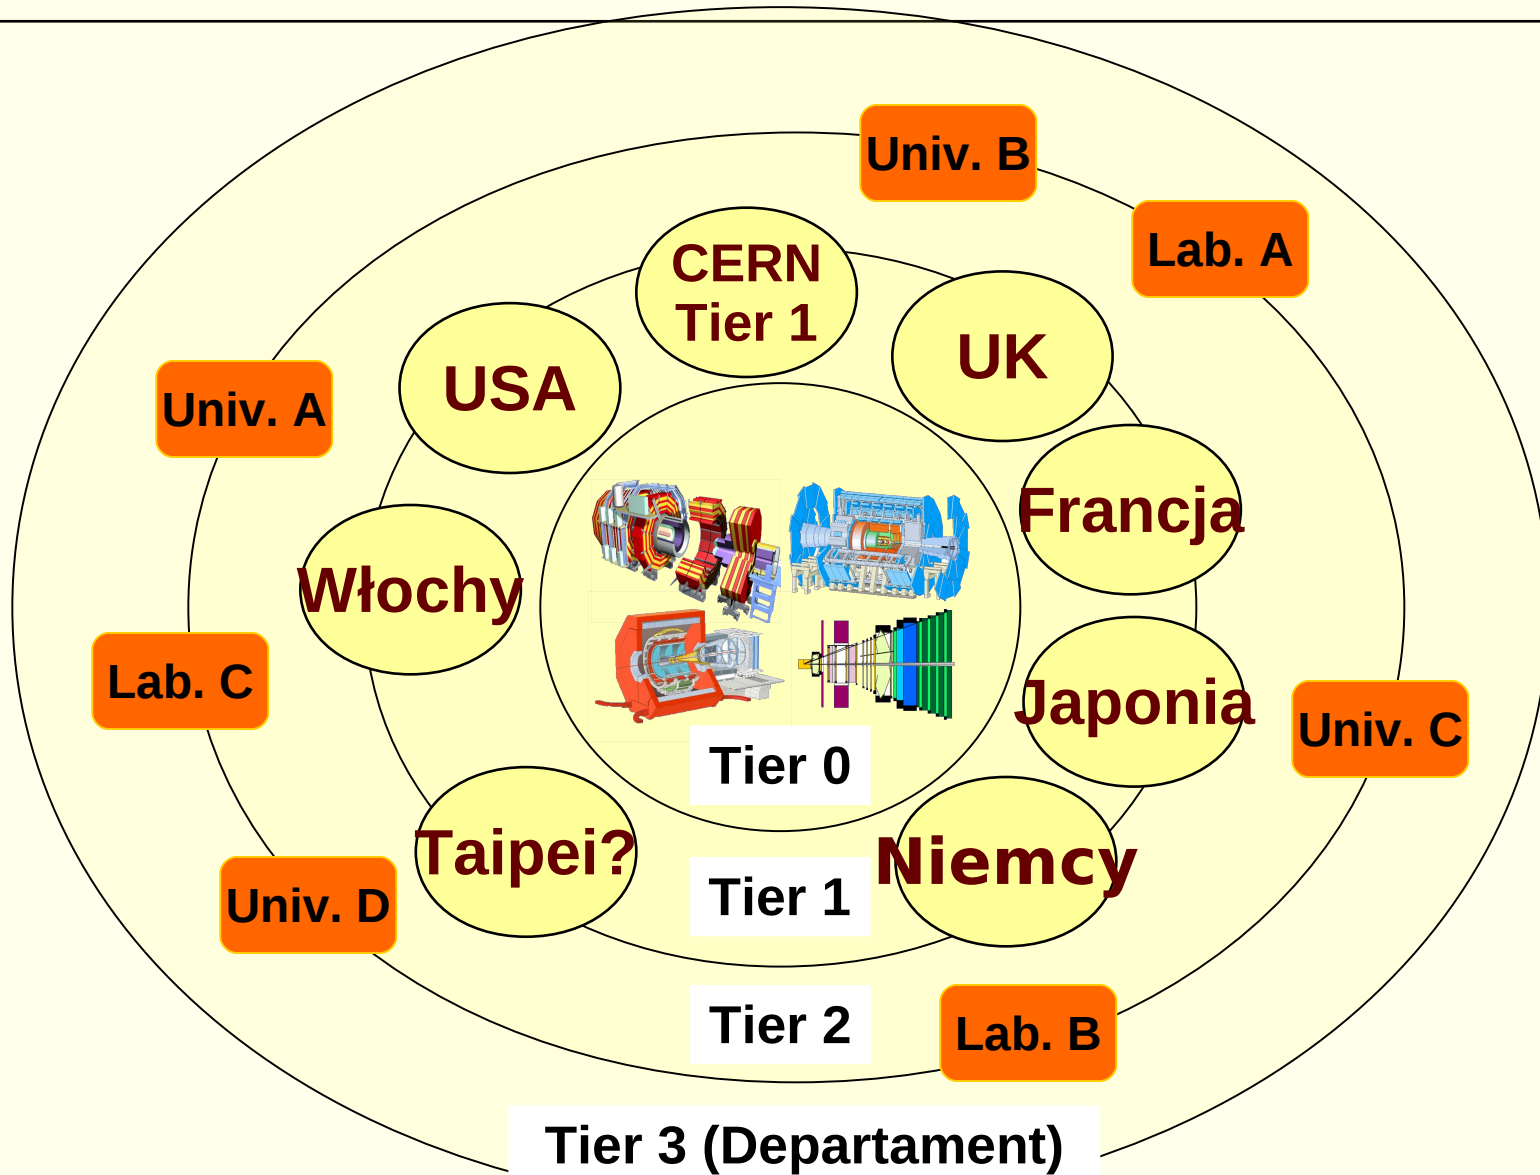 Univ. B
Lab. A
CERN
Tier 1
UK
USA
Univ. A
Francja
Włochy
Lab. C
Japonia
Univ. C
Tier 0
Taipei?
Niemcy
Tier 1
Univ. D
Tier 2
Lab. B
Tier 3 (Departament)